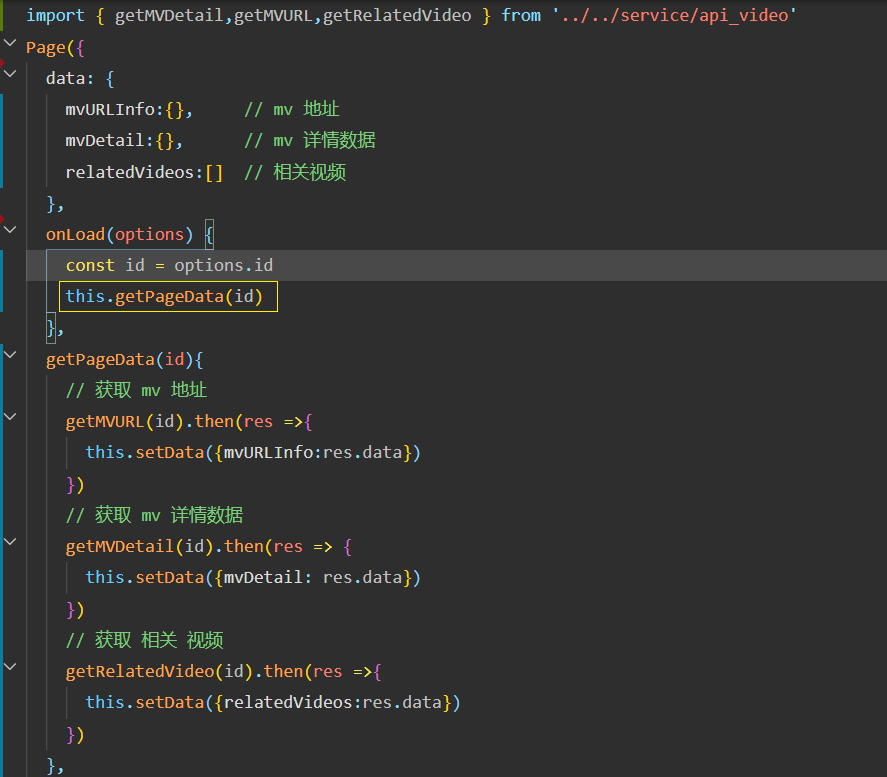 import { getMVDetail,getMVURL,getRelatedVideo } from '../../service/api_video'
Page({
  data: {
    mvURLInfo:{},     // mv 地址
    mvDetail:{},      // mv 详情数据
    relatedVideos:[]  // 相关视频
  },
  onLoad(options) {
    const id = options.id
    this.getPageData(id)
  },
  getPageData(id){
    // 获取 mv 地址
    getMVURL(id).then(res =>{
      this.setData({mvURLInfo:res.data})
    })
    // 获取 mv 详情数据
    getMVDetail(id).then(res => {
      this.setData({mvDetail: res.data})
    })
    // 获取 相关 视频
    getRelatedVideo(id).then(res =>{
      this.setData({relatedVideos:res.data})
    })
  },